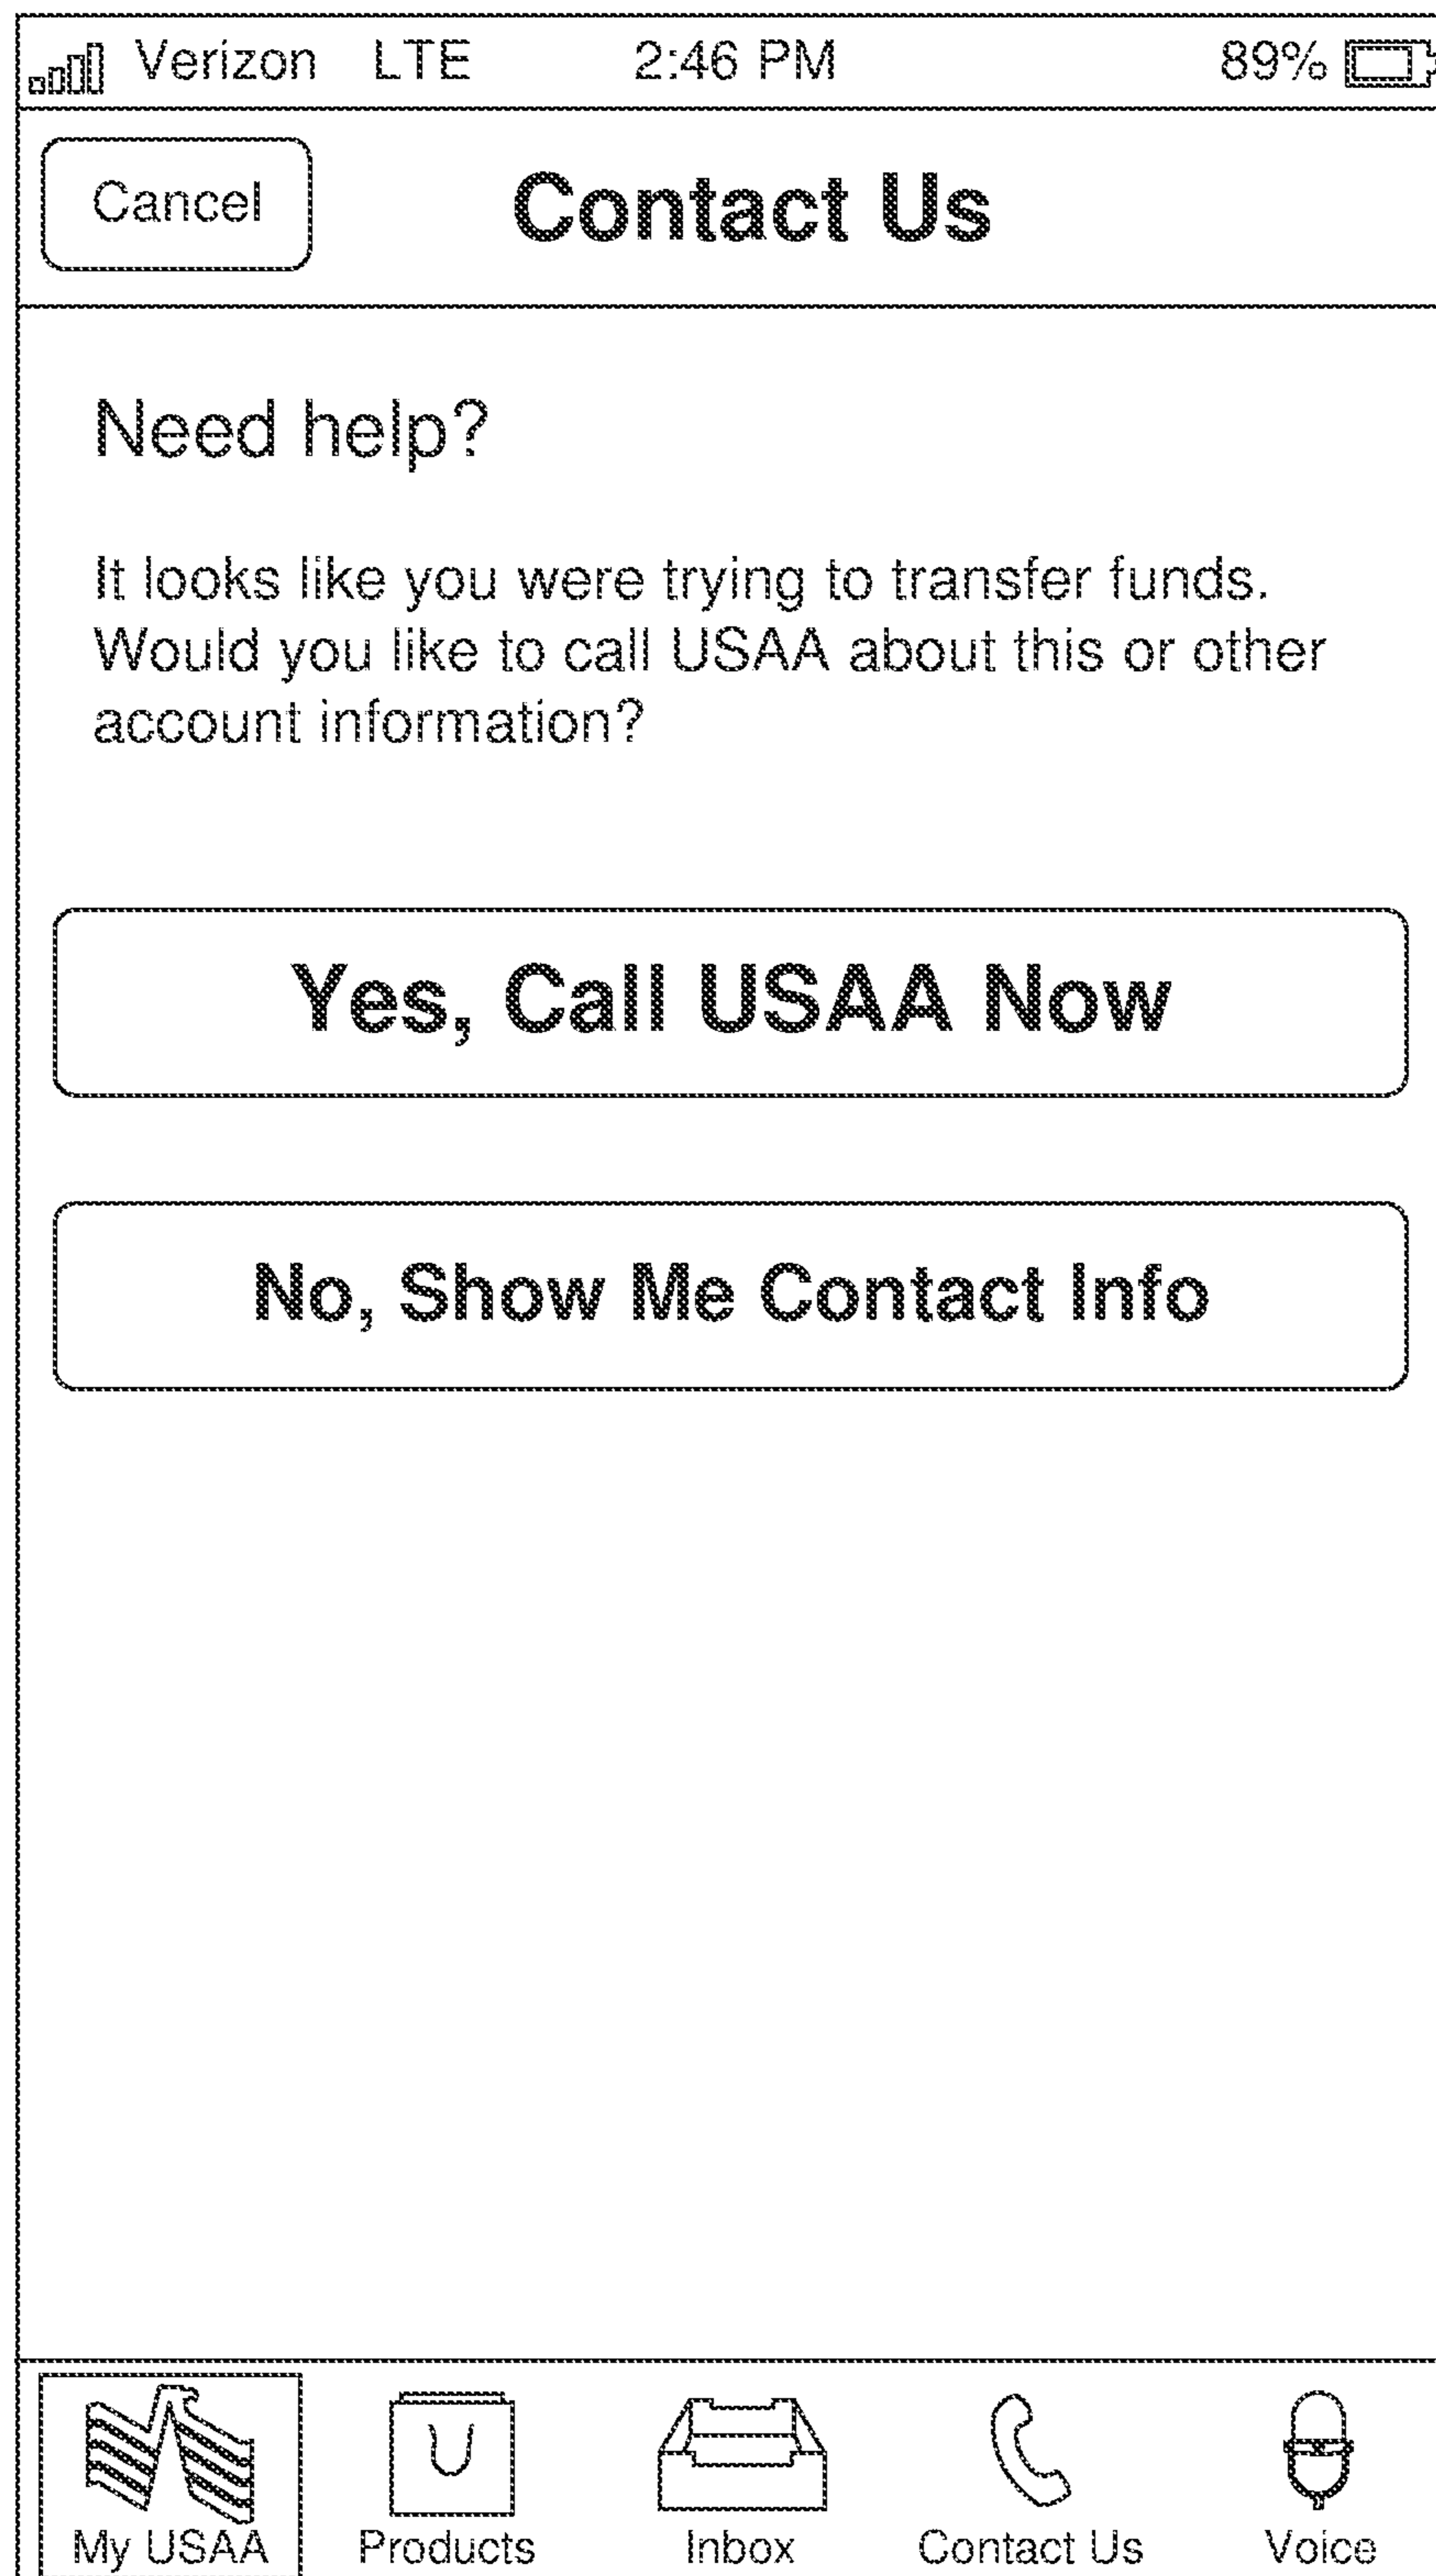 Verizon LTE 2:46 PM 89%
Cancel Contact Us
Need help?
It looks like you were trying to transfer funds.
Would you like to call USAA about this or other
account information?
Yes, Call USAA Now
No, Show Me Contact Info
My USAA Products Inbox Contact Us Voice